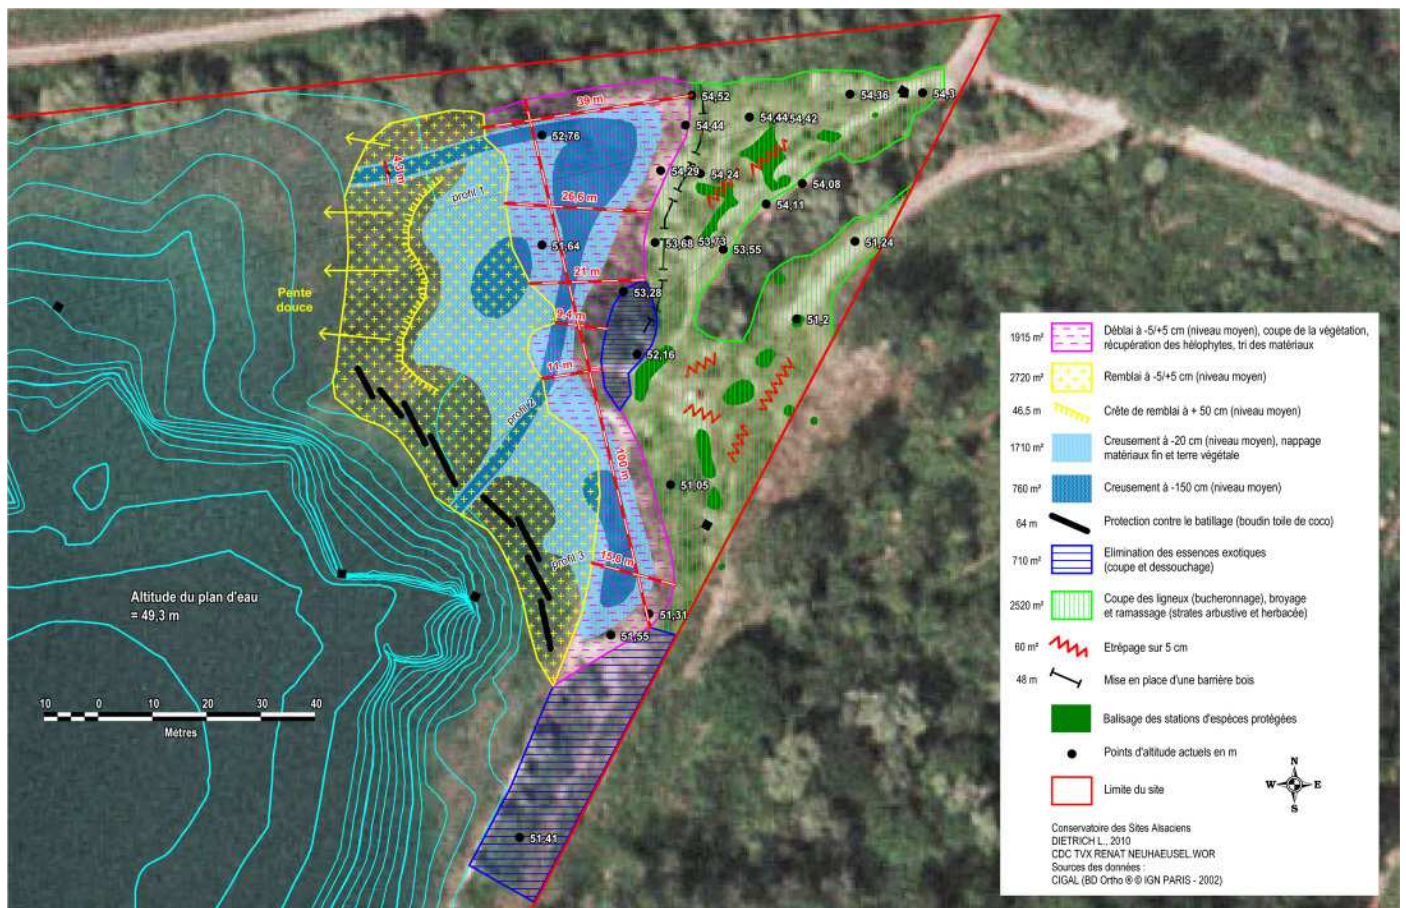 39 m
54,52
54,36
54,3
54,44
54,44
54,42
52,76
4,3 m
54,29
54,24
54,08
profil 1
26,6 m
54,11
51,64
53,68
53,73
53,55
51,24
21 m
Pente
douce
53,28
9,4 m
51,2
52,16
11 m
profil 2
100 m
51,05
15,8 m
profil 3
Altitude du plan d'eau
= 49,3 m
51,31
51,55
10 0 10 20 30 40
Mètres
51,41
1915 m² Déblai à -5/+5 cm (niveau moyen), coupe de la végétation,
récupération des hélophytes, tri des matériaux
2720 m² Remblai à -5/+5 cm (niveau moyen)
46,5 m Crête de remblai à + 50 cm (niveau moyen)
1710 m² Creusement à -20 cm (niveau moyen), nappage
matériaux fin et terre végétale
760 m² Creusement à -150 cm (niveau moyen)
64 m Protection contre le batillage (boudin toile de coco)
710 m² Elimination des essences exotiques
(coupe et dessouchage)
2520 m² Coupe des ligneux (bucheronnage), broyage
et ramassage (strates arbustive et herbacée)
60 m² Etrépage sur 5 cm
48 m Mise en place d'une barrière bois
Balisage des stations d'espèces protégées
Points d'altitude actuels en m
Limite du site
N
W E
S
Conservatoire des Sites Alsaciens
DIETRICH L., 2010
CDC TVX RENAT NEUHAEUSEL.WOR
Sources des données :
CIGAL (BD Ortho ® © IGN PARIS - 2002)